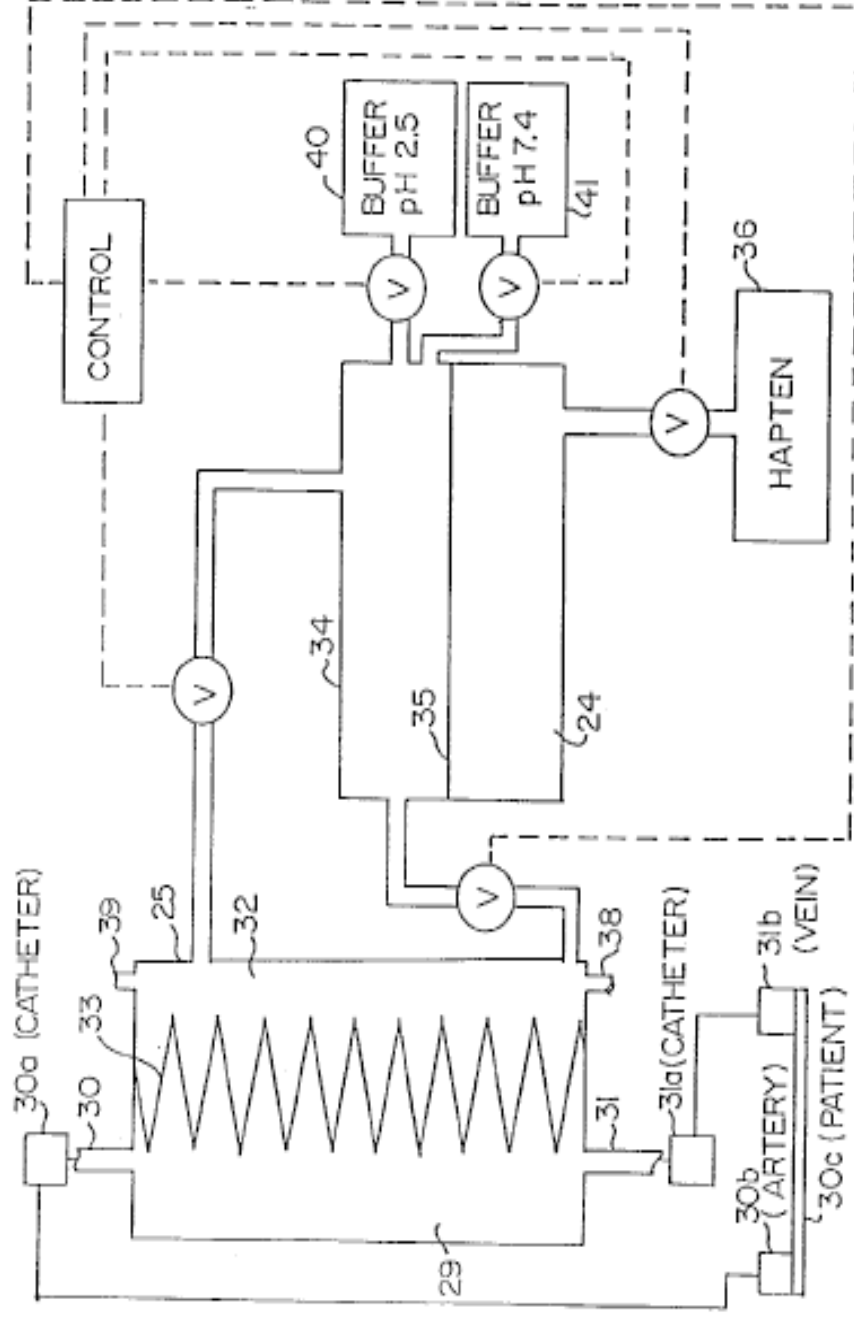 30a (CATHETER)
39
25
30
33
32
29
31
38
31a (CATHETER)
31b
(VEIN)
30b
(ARTERY)
30c (PATIENT)
CONTROL
V
V
34
35
24
V
V
V
40
BUFFER
pH 2.5
BUFFER
pH 7.4
41
36
HAPTEN